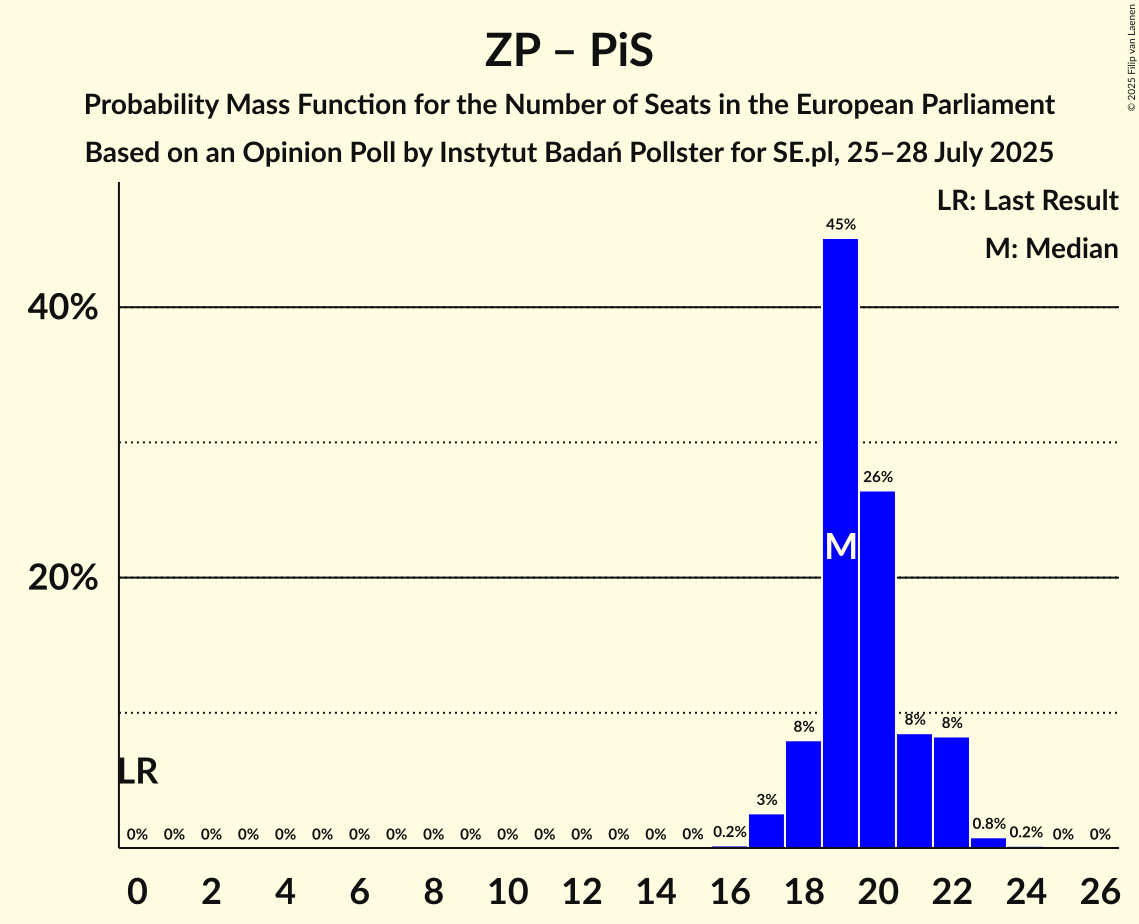 ZP – PiS
Probability Mass Function for the Number of Seats in the European Parliament
Based on an Opinion Poll by Instytut Badań Pollster for SE.pl, 25–28 July 2025
© 2025 Filip van Laenen
LR: Last Result
M: Median
45%
40%
26%
M
20%
8%
8%
8%
LR
3%
0% 0% 0% 0% 0% 0% 0% 0% 0% 0% 0% 0% 0% 0% 0% 0% 0.2% 0.8% 0.2% 0% 0%
0 2 4 6 8 10 12 14 16 18 20 22 24 26